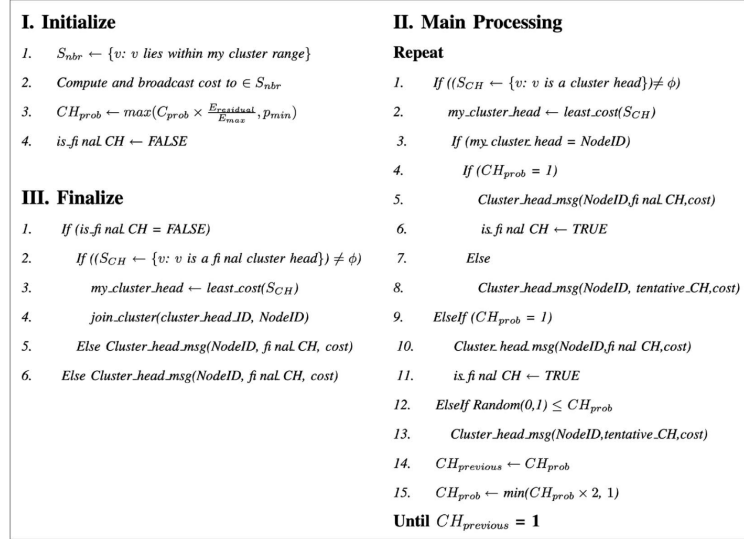 I. Initialize
1. S_nbr ← {v: v lies within my cluster range}
2. Compute and broadcast cost to ∈ S_nbr
3. CH_prob ← max(C_prob × E_residual/E_max, p_min)
4. is_final_CH ← FALSE
III. Finalize
1. If (is_final_CH = FALSE)
2. If ((S_CH ← {v: v is a final cluster head}) ≠ ϕ)
3. my_cluster_head ← least_cost(S_CH)
4. join_cluster(cluster_head_ID, NodeID)
5. Else Cluster_head_msg(NodeID, final_CH, cost)
6. Else Cluster_head_msg(NodeID, final_CH, cost)
II. Main Processing
Repeat
1. If ((S_CH ← {v: v is a cluster head})≠ ϕ)
2. my_cluster_head ← least_cost(S_CH)
3. If (my_cluster_head = NodeID)
4. If (CH_prob = 1)
5. Cluster_head_msg(NodeID,final_CH,cost)
6. is_final_CH ← TRUE
7. Else
8. Cluster_head_msg(NodeID, tentative_CH,cost)
9. ElseIf (CH_prob = 1)
10. Cluster_head_msg(NodeID,final_CH,cost)
11. is_final_CH ← TRUE
12. ElseIf Random(0,1) ≤ CH_prob
13. Cluster_head_msg(NodeID,tentative_CH,cost)
14. CH_previous ← CH_prob
15. CH_prob ← min(CH_prob × 2, 1)
Until CH_previous = 1